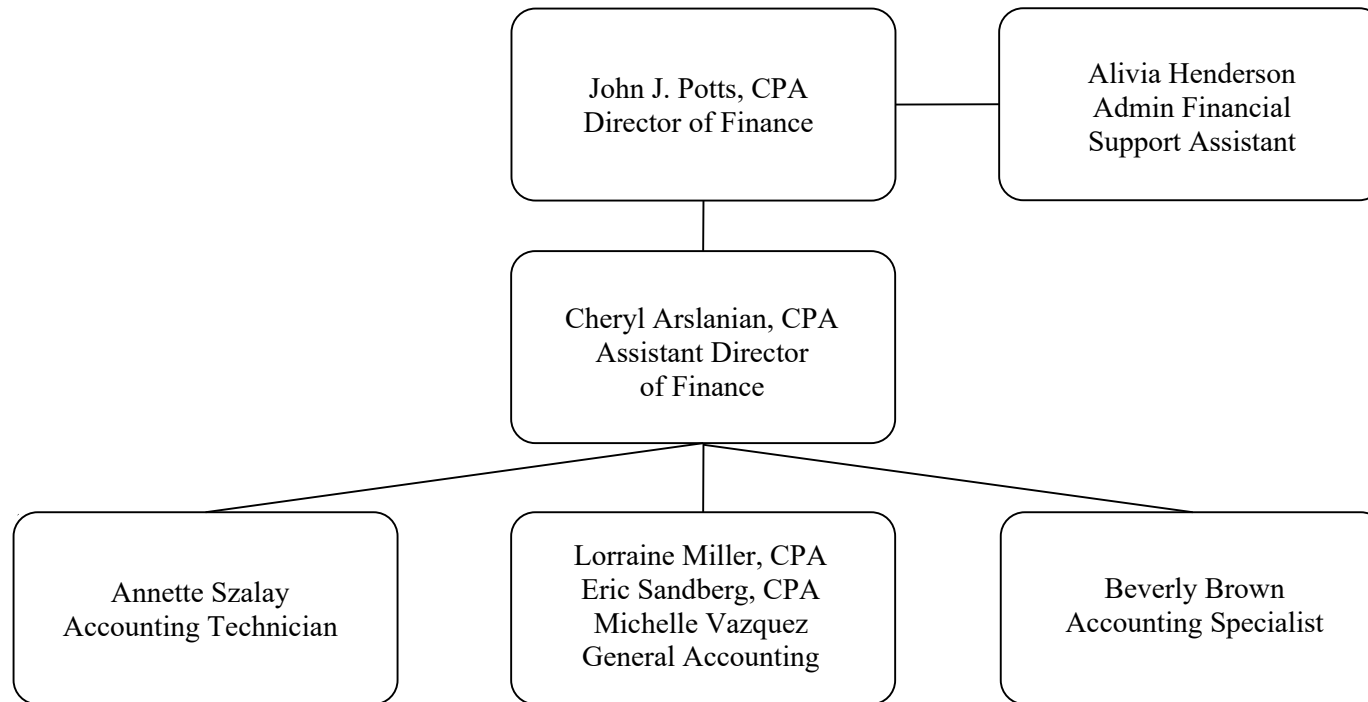 John J. Potts, CPA
Director of Finance
Alivia Henderson
Admin Financial
Support Assistant
Cheryl Arslanian, CPA
Assistant Director
of Finance
Annette Szalay
Accounting Technician
Lorraine Miller, CPA
Eric Sandberg, CPA
Michelle Vazquez
General Accounting
Beverly Brown
Accounting Specialist